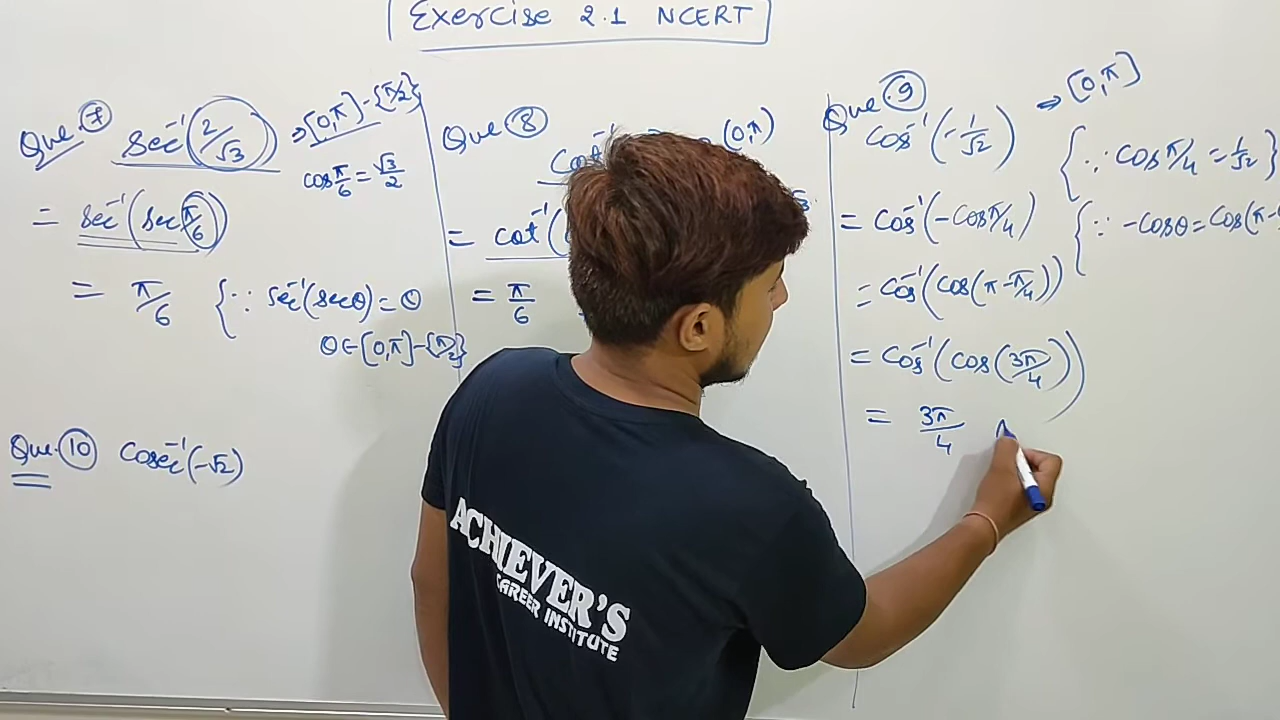 Exercise 2.1 NCERT
Que. 7 sec⁻¹(2/√3) ⇒ [0,π] - {π/2}
cos π/6 = √3/2
= sec⁻¹(sec π/6)
= π/6 {∵ sec⁻¹(secθ) = θ
θ ∈ [0,π] - {π/2}
Que. 8 (0,π)
= cot⁻¹(
= π/6
Que. 9 cos⁻¹(-1/√2) ⇒ [0,π]
{∵ cos π/4 = 1/√2}
= cos⁻¹(-cos π/4) {∵ -cosθ = cos(π-
= cos⁻¹(cos(π - π/4))
= cos⁻¹(cos(3π/4))
= 3π/4
Que. 10 cosec⁻¹(-√2)
ACHIEVER'S
CAREER INSTITUTE